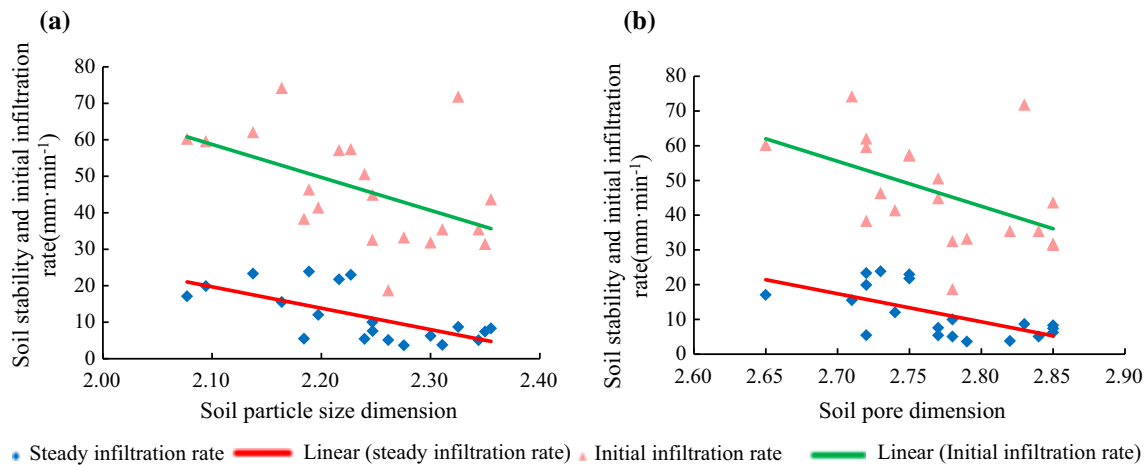 (a)
Soil stability and initial infiltration
rate(mm·min⁻¹)
80
70
60
50
40
30
20
10
0
2.00 2.10 2.20 2.30 2.40
Soil particle size dimension
(b)
Soil stability and initial infiltration
rate(mm·min⁻¹)
80
70
60
50
40
30
20
10
0
2.60 2.65 2.70 2.75 2.80 2.85 2.90
Soil pore dimension
Steady infiltration rate Linear (steady infiltration rate) Initial infiltration rate Linear (Initial infiltration rate)